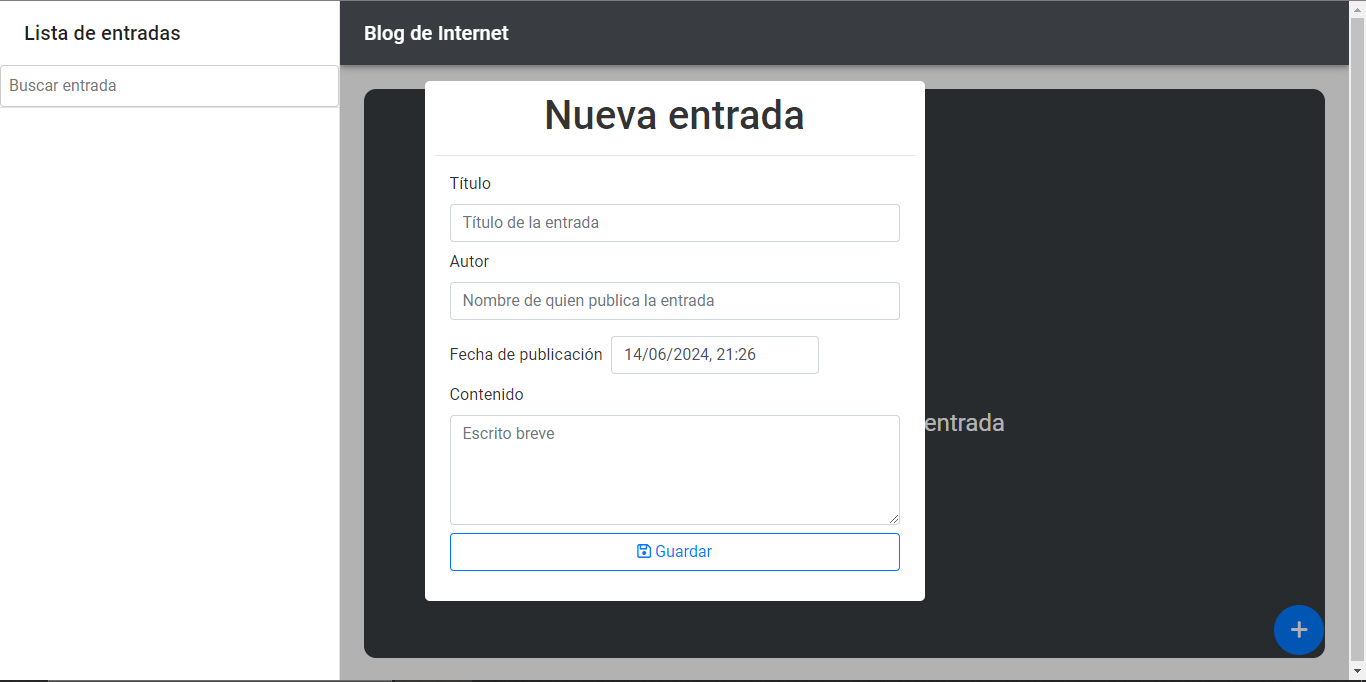 Lista de entradas
Buscar entrada
Blog de Internet
Nueva entrada
Título
Título de la entrada
Autor
Nombre de quien publica la entrada
Fecha de publicación 14/06/2024, 21:26
Contenido
Escrito breve
Guardar
entrada
+